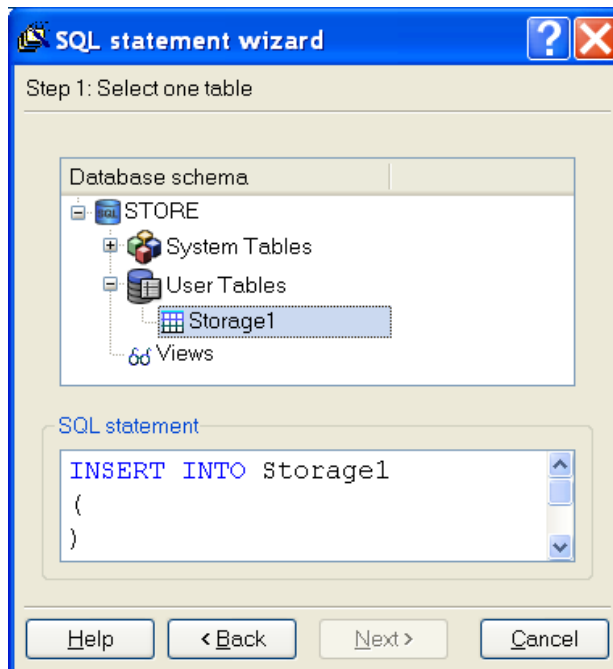 SQL statement wizard
Step 1: Select one table
Database schema
SQL STORE
System Tables
User Tables
Storage1
Views
SQL statement
INSERT INTO Storage1
(
)
Help < Back Next > Cancel